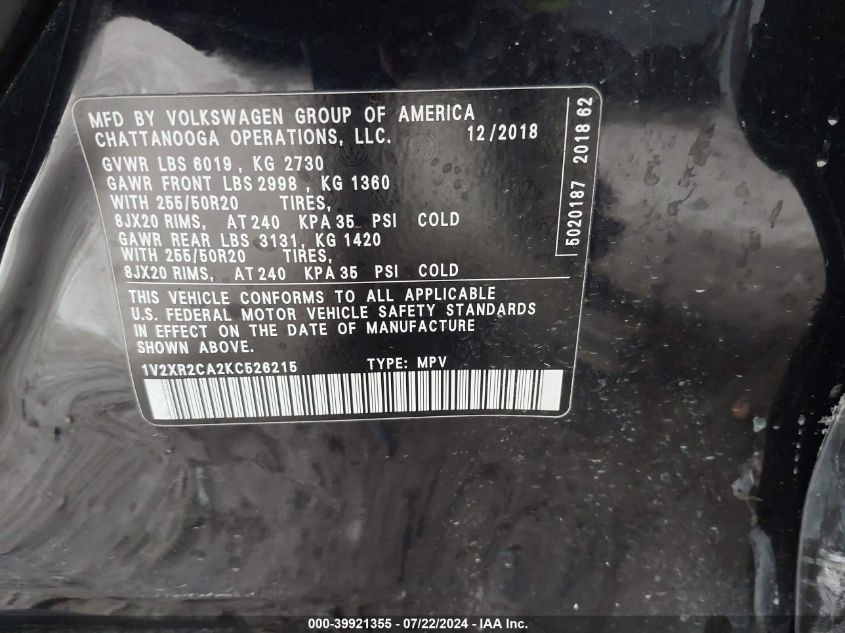 MFD BY VOLKSWAGEN GROUP OF AMERICA
CHATTANOOGA OPERATIONS, LLC. 12/2018
GVWR LBS 6019 , KG 2730
GAWR FRONT LBS 2998 , KG 1360
WITH 255/50R20 TIRES,
8JX20 RIMS, AT 240 KPA 35 PSI COLD
GAWR REAR LBS 3131, KG 1420
WITH 255/50R20 TIRES,
8JX20 RIMS, AT 240 KPA 35 PSI COLD
THIS VEHICLE CONFORMS TO ALL APPLICABLE
U.S. FEDERAL MOTOR VEHICLE SAFETY STANDARDS
IN EFFECT ON THE DATE OF MANUFACTURE
SHOWN ABOVE.
1V2XR2CA2KC526215 TYPE: MPV
5020187 2018 62
000-39921355 - 07/22/2024 - IAA Inc.